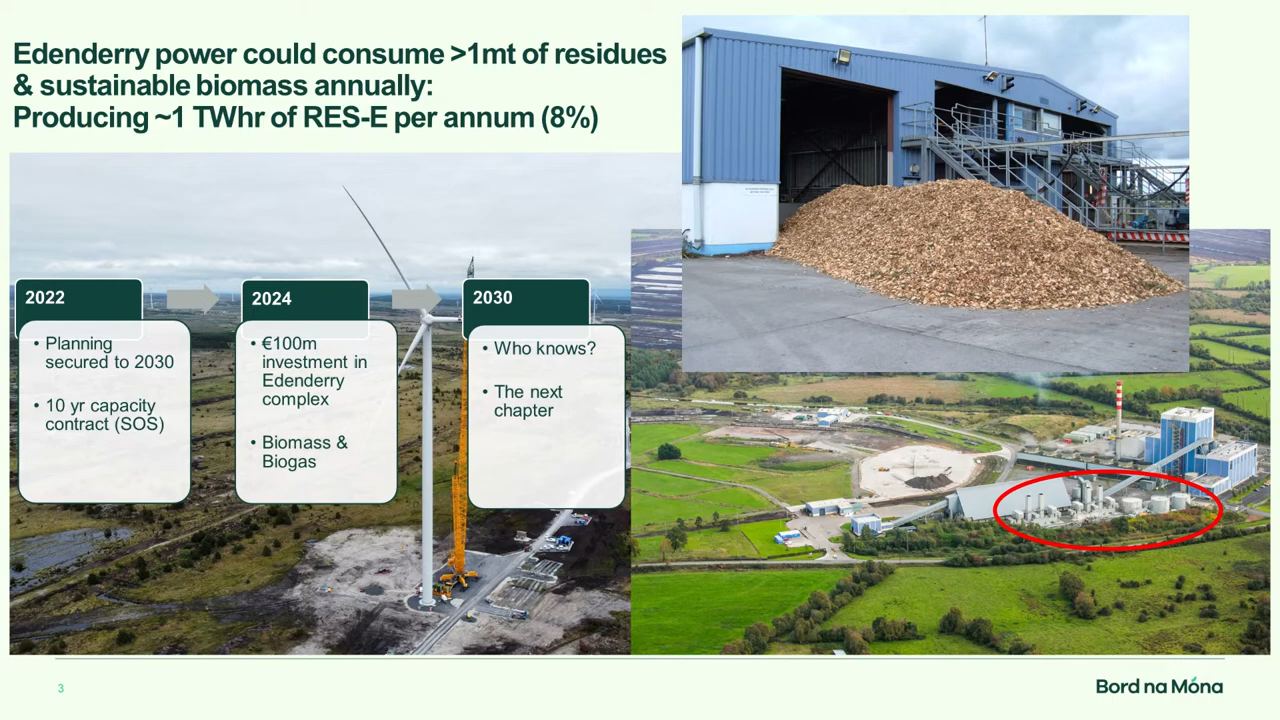 Edenderry power could consume >1mt of residues
& sustainable biomass annually:
Producing ~1 TWhr of RES-E per annum (8%)
2022
• Planning
secured to 2030
• 10 yr capacity
contract (SOS)
2024
• €100m
investment in
Edenderry
complex
• Biomass &
Biogas
2030
• Who knows?
• The next
chapter
3
Bord na Móna